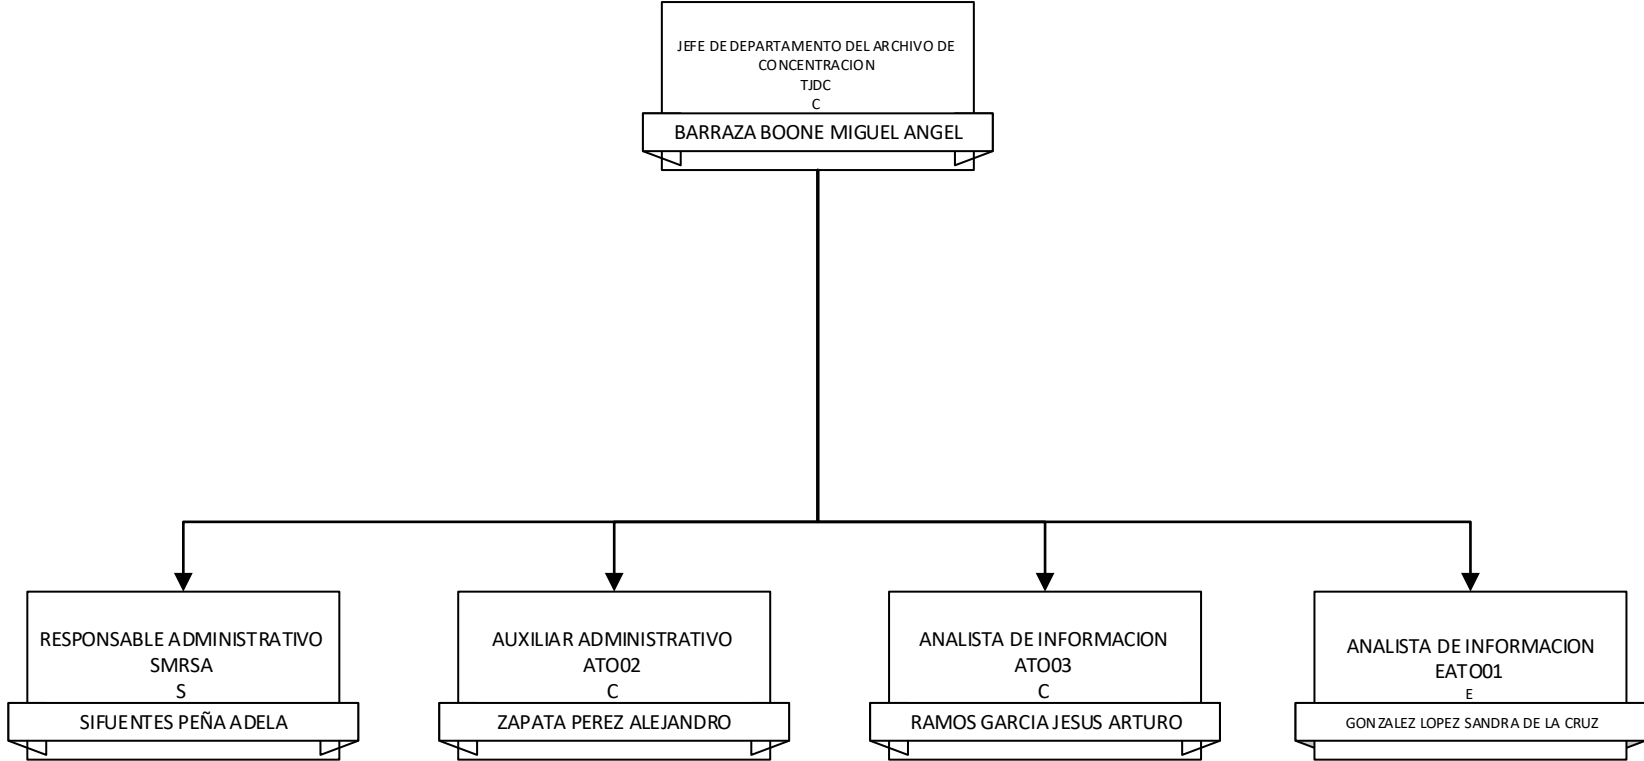 JEFE DE DEPARTAMENTO DEL ARCHIVO DE
CONCENTRACION
TJDC
C
BARRAZA BOONE MIGUEL ANGEL
RESPONSABLE ADMINISTRATIVO
SMRSA
S
SIFUENTES PEÑA ADELA
AUXILIAR ADMINISTRATIVO
ATO02
C
ZAPATA PEREZ ALEJANDRO
ANALISTA DE INFORMACION
ATO03
C
RAMOS GARCIA JESUS ARTURO
ANALISTA DE INFORMACION
EATO01
E
GONZALEZ LOPEZ SANDRA DE LA CRUZ